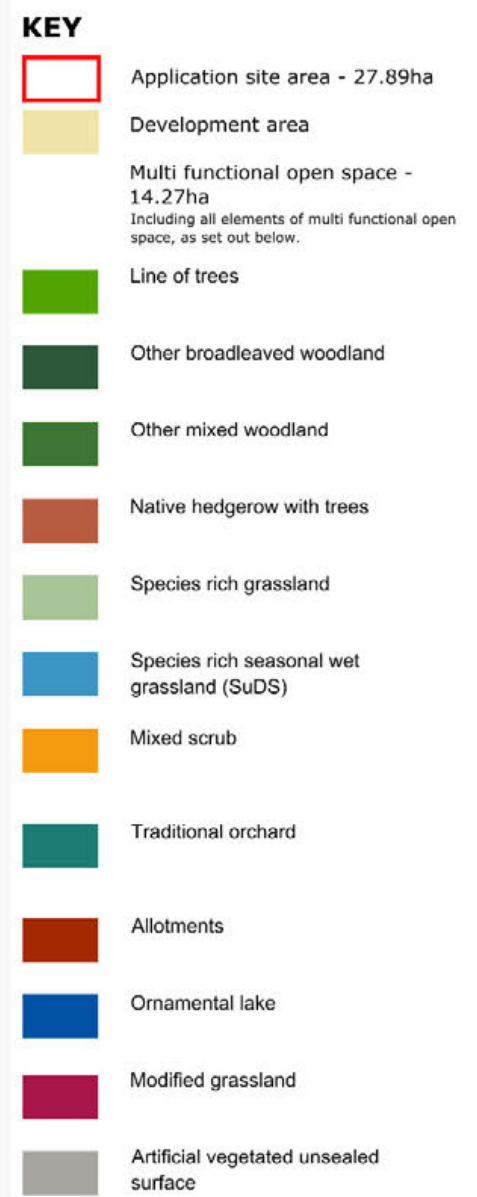 KEY
Application site area - 27.89ha
Development area
Multi functional open space -
14.27ha
Including all elements of multi functional open
space, as set out below.
Line of trees
Other broadleaved woodland
Other mixed woodland
Native hedgerow with trees
Species rich grassland
Species rich seasonal wet
grassland (SuDS)
Mixed scrub
Traditional orchard
Allotments
Ornamental lake
Modified grassland
Artificial vegetated unsealed
surface